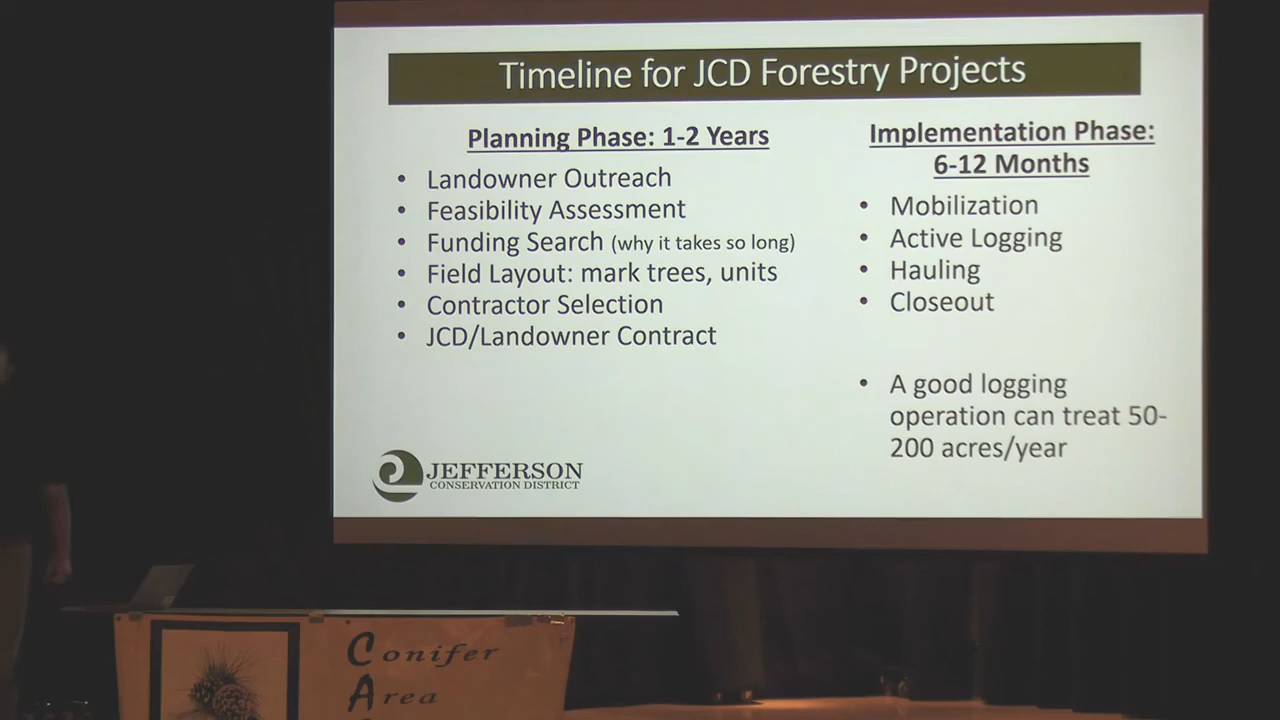 Timeline for JCD Forestry Projects
Planning Phase: 1-2 Years
• Landowner Outreach
• Feasibility Assessment
• Funding Search (why it takes so long)
• Field Layout: mark trees, units
• Contractor Selection
• JCD/Landowner Contract
Implementation Phase:
6-12 Months
• Mobilization
• Active Logging
• Hauling
• Closeout
• A good logging
operation can treat 50-
200 acres/year
JEFFERSON
CONSERVATION DISTRICT
Conifer
Area